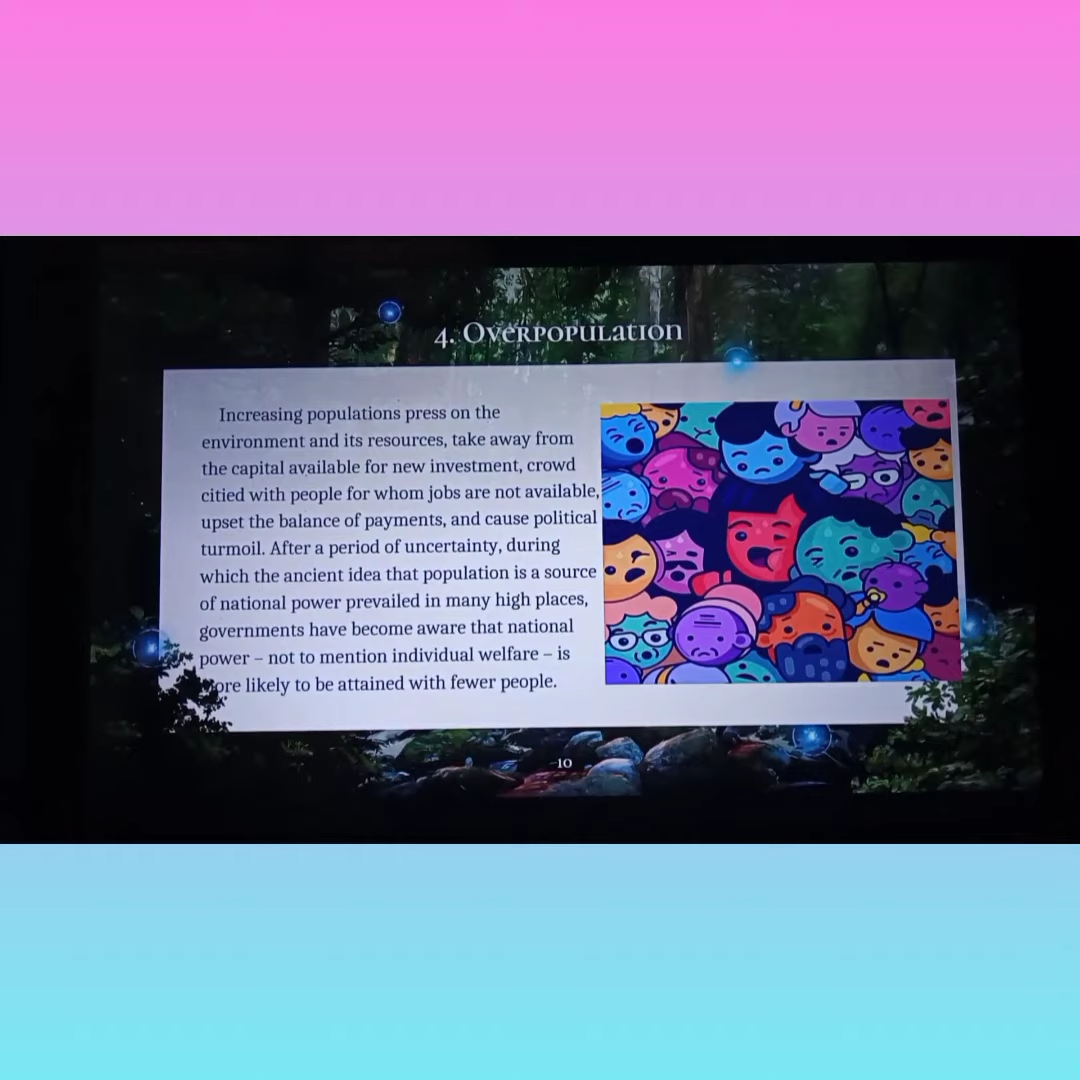 4. Overpopulation
Increasing populations press on the
environment and its resources, take away from
the capital available for new investment, crowd
citied with people for whom jobs are not available,
upset the balance of payments, and cause political
turmoil. After a period of uncertainty, during
which the ancient idea that population is a source
of national power prevailed in many high places,
governments have become aware that national
power – not to mention individual welfare – is
more likely to be attained with fewer people.
10